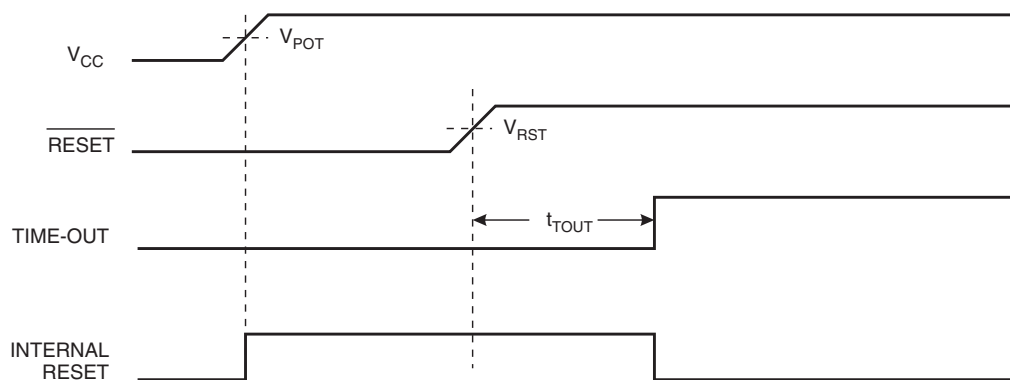 V_POT
V_CC
RESET
V_RST
t_TOUT
TIME-OUT
INTERNAL
RESET